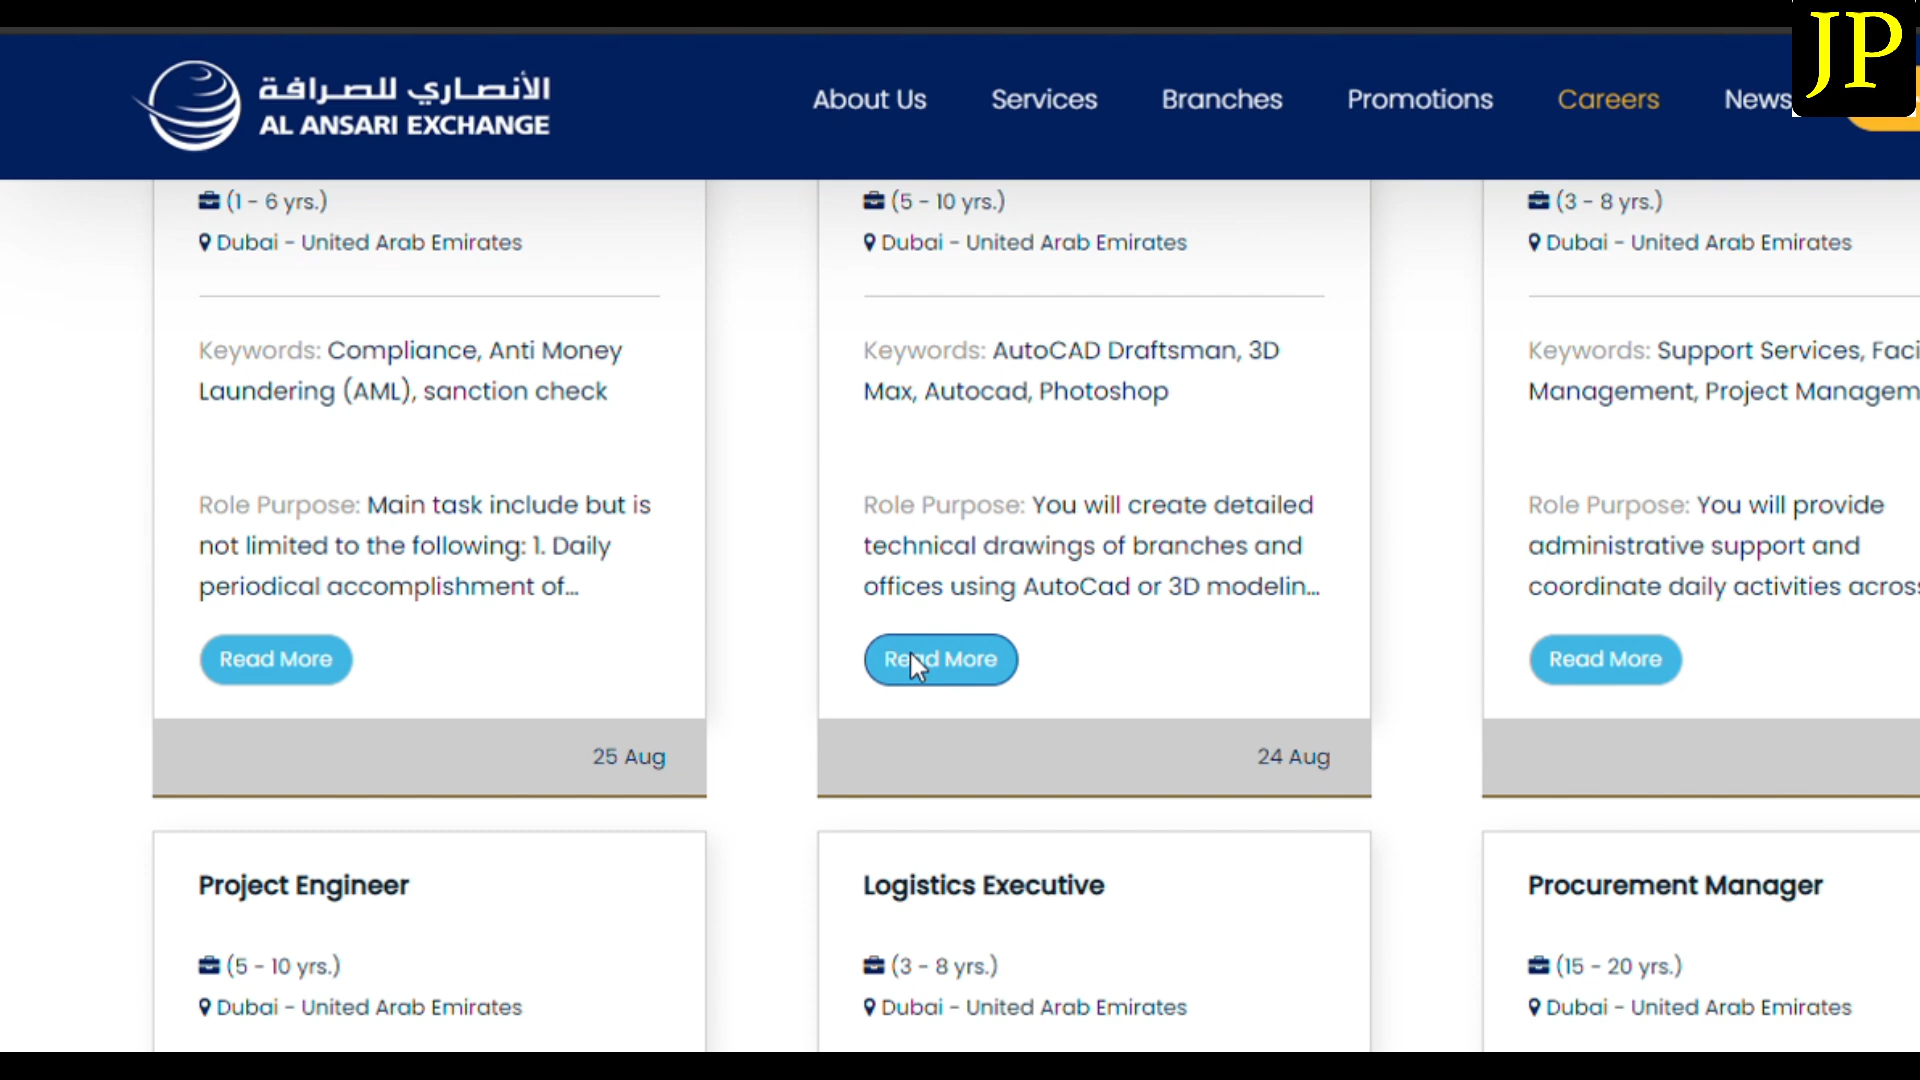 JP
الأنصاري للصرافة
AL ANSARI EXCHANGE
About Us
Services
Branches
Promotions
Careers
News
(1 - 6 yrs.)
Dubai - United Arab Emirates
Keywords: Compliance, Anti Money
Laundering (AML), sanction check
Role Purpose: Main task include but is
not limited to the following: 1. Daily
periodical accomplishment of...
Read More
25 Aug
(5 - 10 yrs.)
Dubai - United Arab Emirates
Keywords: AutoCAD Draftsman, 3D
Max, Autocad, Photoshop
Role Purpose: You will create detailed
technical drawings of branches and
offices using AutoCad or 3D modelin...
Read More
24 Aug
(3 - 8 yrs.)
Dubai - United Arab Emirates
Keywords: Support Services, Faci
Management, Project Managem
Role Purpose: You will provide
administrative support and
coordinate daily activities across
Read More
Project Engineer
(5 - 10 yrs.)
Dubai - United Arab Emirates
Logistics Executive
(3 - 8 yrs.)
Dubai - United Arab Emirates
Procurement Manager
(15 - 20 yrs.)
Dubai - United Arab Emirates